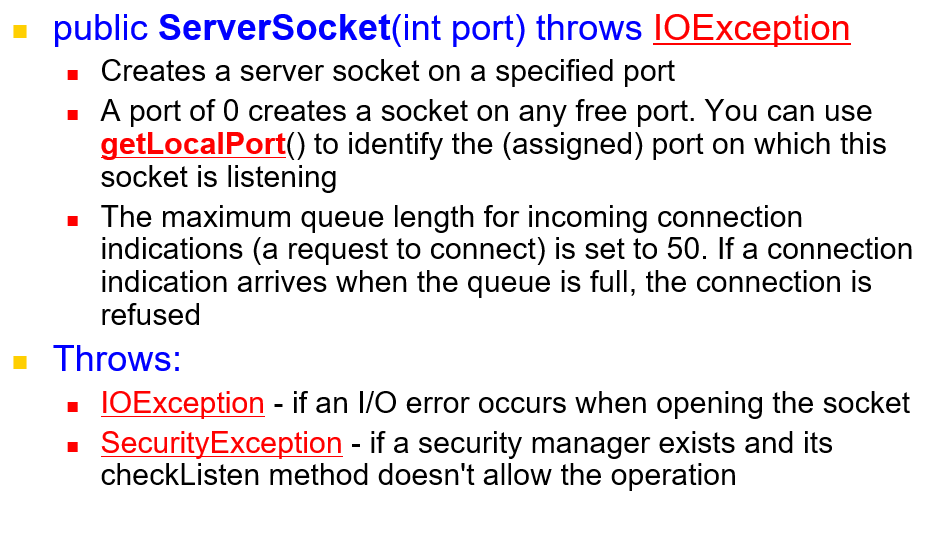 public ServerSocket(int port) throws IOException
Creates a server socket on a specified port
A port of 0 creates a socket on any free port. You can use
getLocalPort() to identify the (assigned) port on which this
socket is listening
The maximum queue length for incoming connection
indications (a request to connect) is set to 50. If a connection
indication arrives when the queue is full, the connection is
refused
Throws:
IOException - if an I/O error occurs when opening the socket
SecurityException - if a security manager exists and its
checkListen method doesn't allow the operation